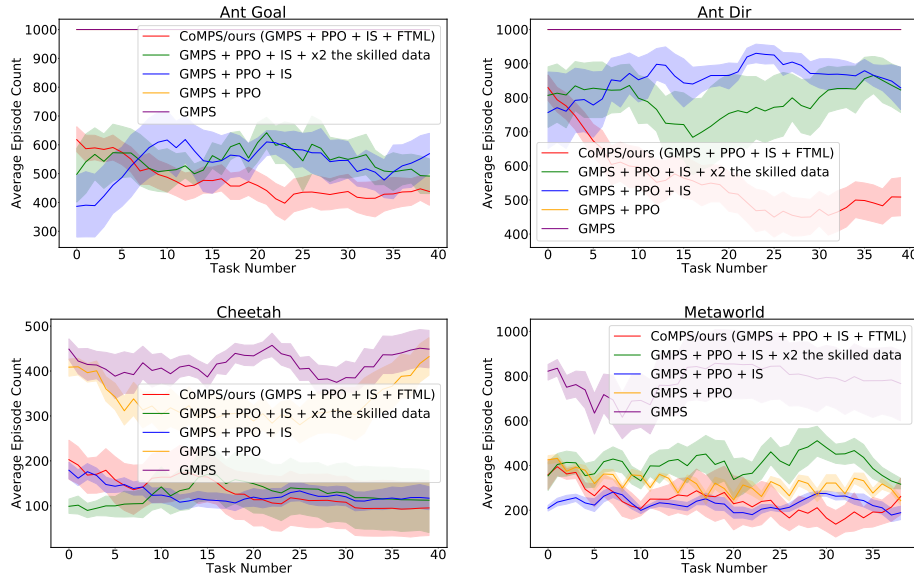 Ant Goal
1000
900
800
700
600
500
400
300
Average Episode Count
CoMPS/ours (GMPS + PPO + IS + FTML)
GMPS + PPO + IS + x2 the skilled data
GMPS + PPO + IS
GMPS + PPO
GMPS
0 5 10 15 20 25 30 35 40
Task Number
Ant Dir
1000
900
800
700
600
500
400
Average Episode Count
CoMPS/ours (GMPS + PPO + IS + FTML)
GMPS + PPO + IS + x2 the skilled data
GMPS + PPO + IS
GMPS + PPO
GMPS
0 5 10 15 20 25 30 35 40
Task Number
Cheetah
500
400
300
200
100
Average Episode Count
CoMPS/ours (GMPS + PPO + IS + FTML)
GMPS + PPO + IS + x2 the skilled data
GMPS + PPO + IS
GMPS + PPO
GMPS
0 5 10 15 20 25 30 35 40
Task Number
Metaworld
1000
800
600
400
200
Average Episode Count
CoMPS/ours (GMPS + PPO + IS + FTML)
GMPS + PPO + IS + x2 the skilled data
GMPS + PPO + IS
GMPS + PPO
GMPS
0 5 10 15 20 25 30 35
Task Number